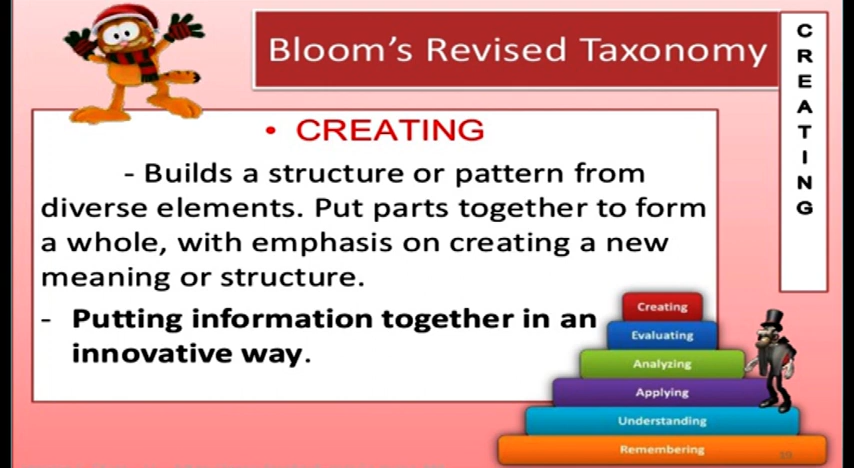 Bloom's Revised Taxonomy
C
R
E
A
T
I
N
G
• CREATING
- Builds a structure or pattern from
diverse elements. Put parts together to form
a whole, with emphasis on creating a new
meaning or structure.
- Putting information together in an
innovative way.
Creating
Evaluating
Analyzing
Applying
Understanding
Remembering